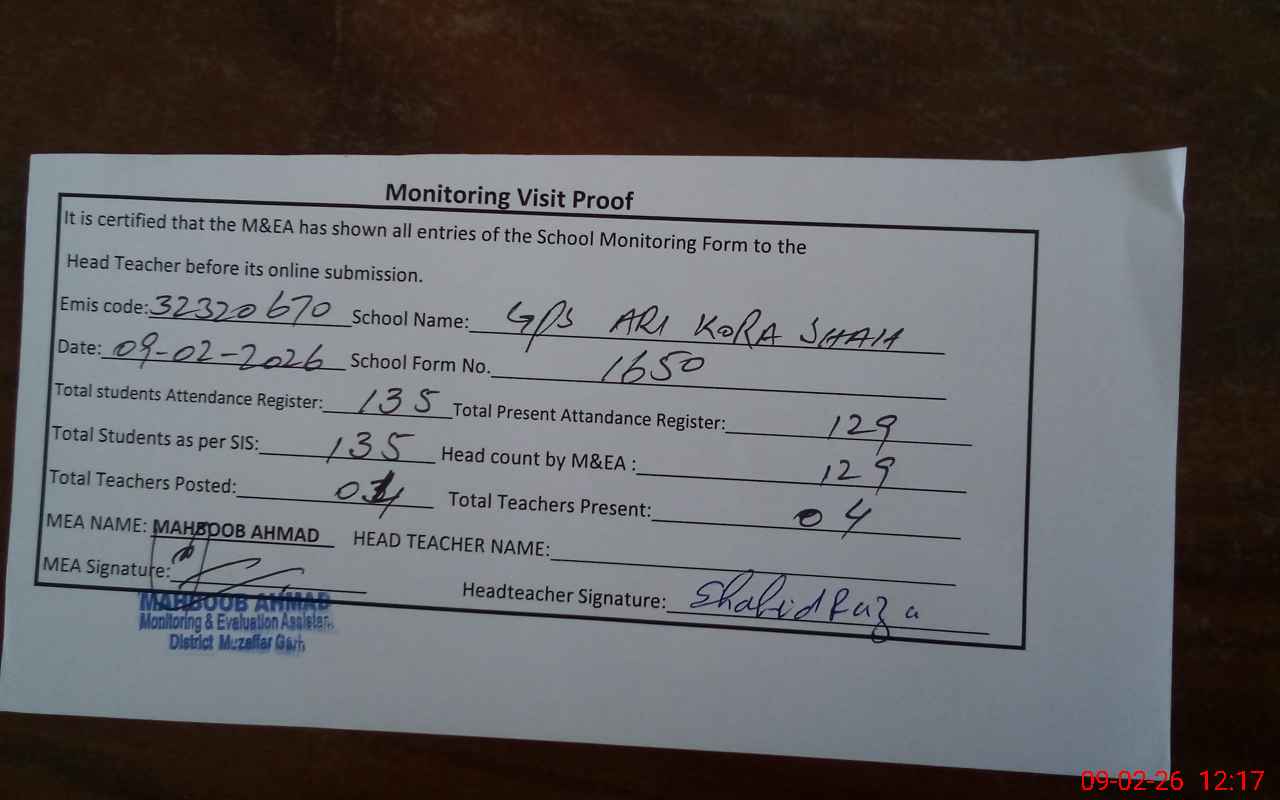 Monitoring Visit Proof
It is certified that the M&EA has shown all entries of the School Monitoring Form to the
Head Teacher before its online submission.
Emis code: 32320670 School Name: GPS ARI KORA SHAH
Date: 09-02-2026 School Form No. 1650
Total students Attendance Register: 135 Total Present Attandance Register: 129
Total Students as per SIS: 135 Head count by M&EA : 129
Total Teachers Posted: 04 Total Teachers Present: 04
MEA NAME: MAHBOOB AHMAD HEAD TEACHER NAME:
MEA Signature: Headteacher Signature: Shahid Raza
MAHBOOB AHMAD
Monitoring & Evaluation Assistan
District Muzaffar Garh
09-02-26 12:17